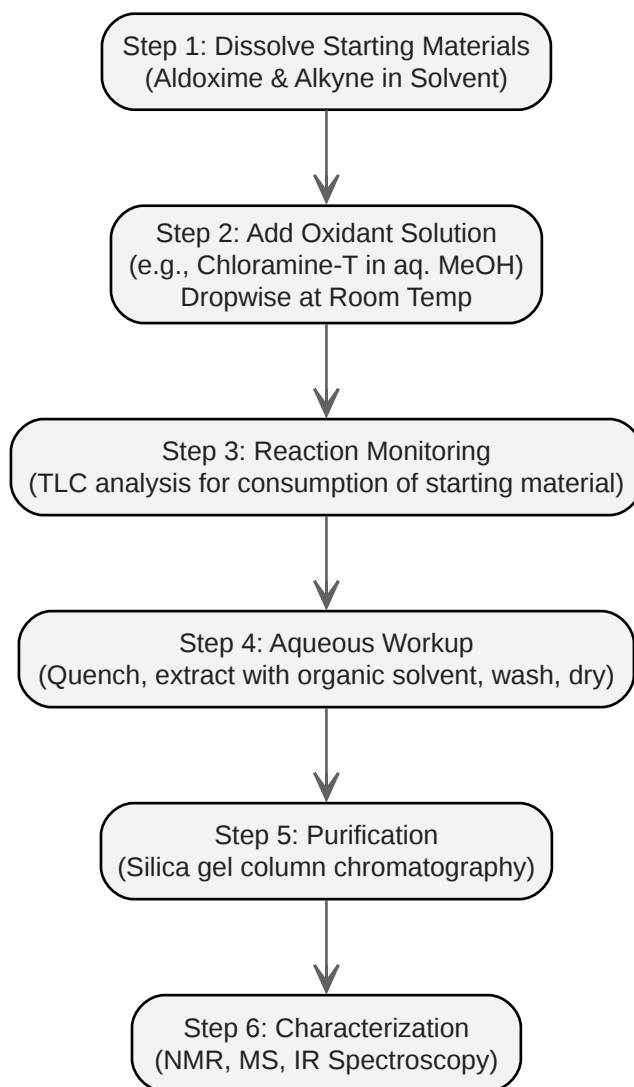 Step 1: Dissolve Starting Materials
(Aldoxime & Alkyne in Solvent)
Step 2: Add Oxidant Solution
(e.g., Chloramine-T in aq. MeOH)
Dropwise at Room Temp
Step 3: Reaction Monitoring
(TLC analysis for consumption of starting material)
Step 4: Aqueous Workup
(Quench, extract with organic solvent, wash, dry)
Step 5: Purification
(Silica gel column chromatography)
Step 6: Characterization
(NMR, MS, IR Spectroscopy)